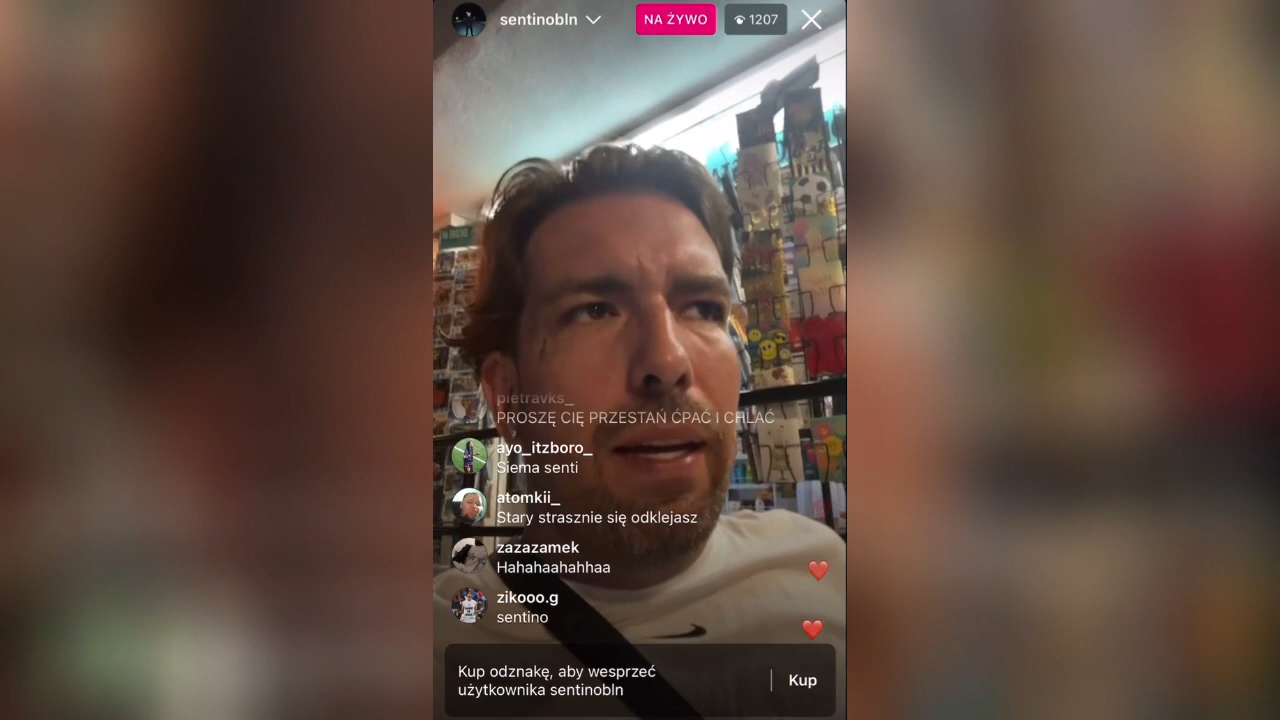 sentinobln
NA ŻYWO
1207
pietravks_
PROSZĘ CIĘ PRZESTAŃ ĆPAĆ I CHLAĆ
ayo_itzboro_
Siema senti
atomkii_
Stary strasznie się odklejasz
zazazamek
Hahahaahahhaa
zikooo.g
sentino
Kup odznakę, aby wesprzeć
użytkownika sentinobln
Kup